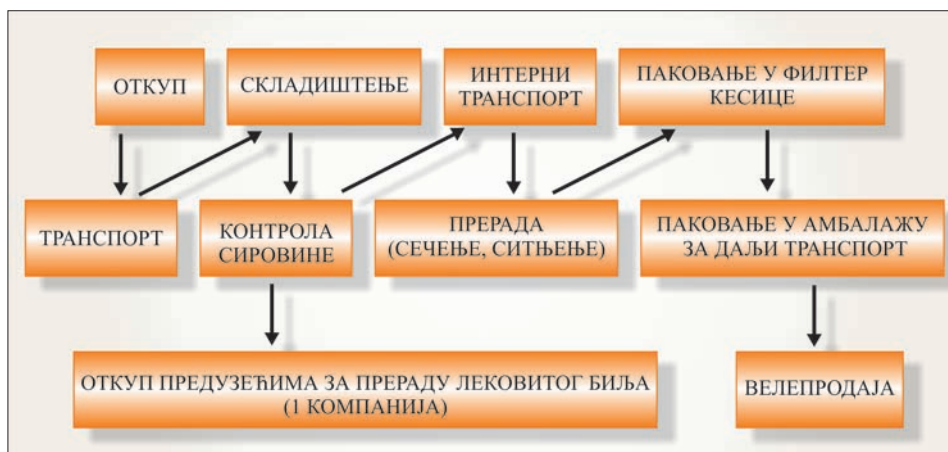 ОТКУП
СКЛАДИШТЕЊЕ
ИНТЕРНИ
ТРАНСПОРТ
ПАКОВАЊЕ У ФИЛТЕР
КЕСИЦЕ
ТРАНСПОРТ
КОНТРОЛА
СИРОВИНЕ
ПРЕРАДА
(СЕЧЕЊЕ, СИТЊЕЊЕ)
ПАКОВАЊЕ У АМБАЛАЖУ
ЗА ДАЉИ ТРАНСПОРТ
ОТКУП ПРЕДУЗЕЋИМА ЗА ПРЕРАДУ ЛЕКОВИТОГ БИЉА
(1 КОМПАНИЈА)
ВЕЛЕПРОДАЈА